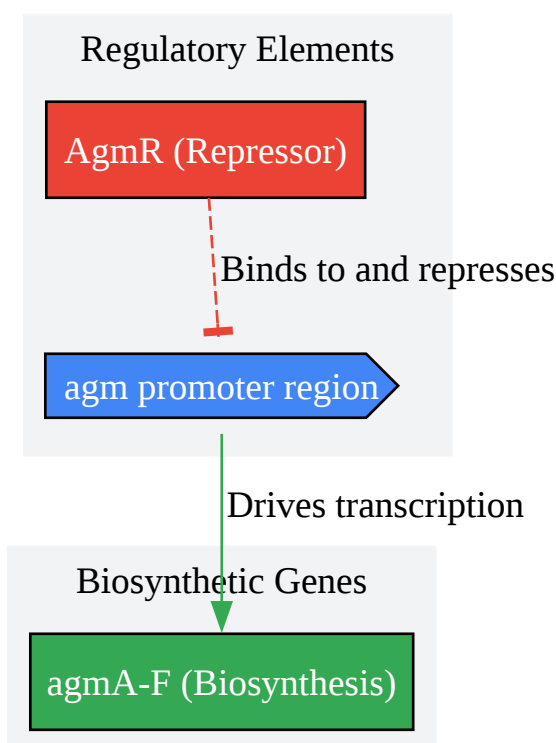 Regulatory Elements
AgmR (Repressor)
Binds to and represses
agm promoter region
Drives transcription
Biosynthetic Genes
agmA-F (Biosynthesis)